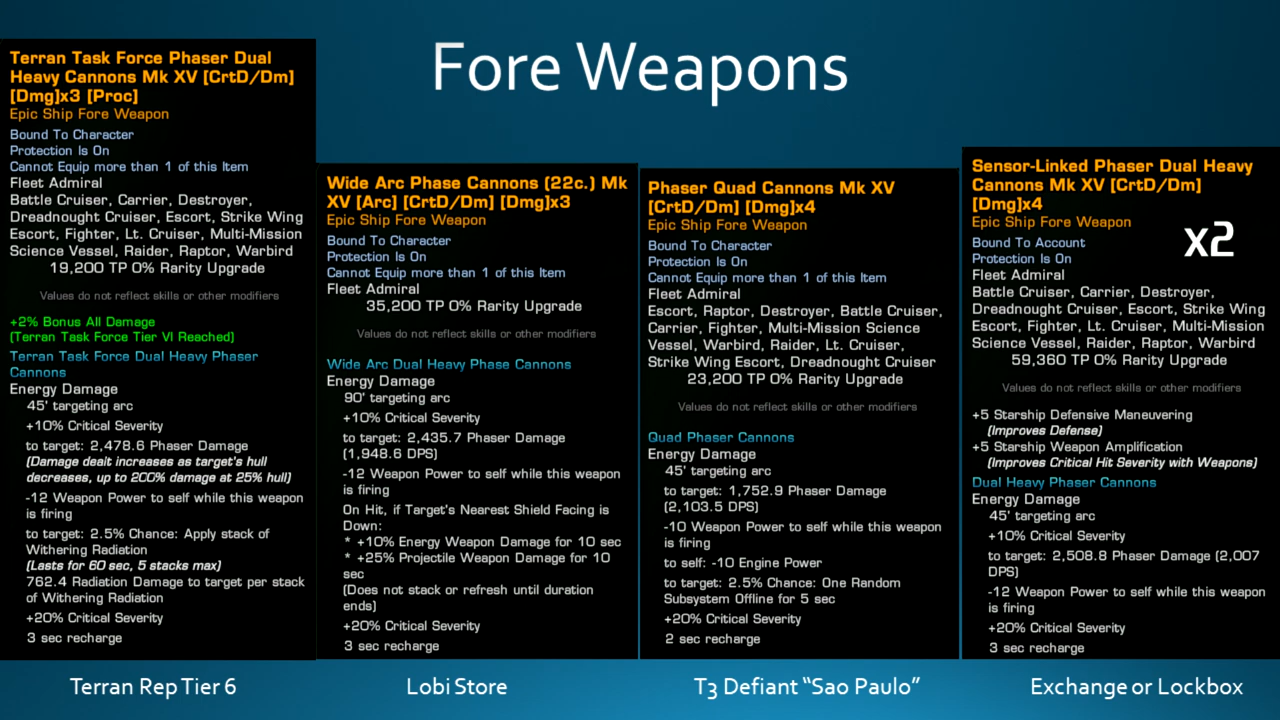 Fore Weapons
Terran Task Force Phaser Dual
Heavy Cannons Mk XV [CrtD/Dm]
[Dmg]x3 [Proc]
Epic Ship Fore Weapon
Bound To Character
Protection Is On
Cannot Equip more than 1 of this Item
Fleet Admiral
Battle Cruiser, Carrier, Destroyer,
Dreadnought Cruiser, Escort, Strike Wing
Escort, Fighter, Lt. Cruiser, Multi-Mission
Science Vessel, Raider, Raptor, Warbird
19,200 TP 0% Rarity Upgrade
Values do not reflect skills or other modifiers
+2% Bonus All Damage
(Terran Task Force Tier VI Reached)
Terran Task Force Dual Heavy Phaser
Cannons
Energy Damage
45' targeting arc
+10% Critical Severity
to target: 2,478.6 Phaser Damage
(Damage dealt increases as target's hull
decreases, up to 200% damage at 25% hull)
-12 Weapon Power to self while this weapon
is firing
to target: 2.5% Chance: Apply stack of
Withering Radiation
(Lasts for 60 sec, 5 stacks max)
762.4 Radiation Damage to target per stack
of Withering Radiation
+20% Critical Severity
3 sec recharge
Terran Rep Tier 6
Wide Arc Phase Cannons (22c.) Mk
XV [Arc] [CrtD/Dm] [Dmg]x3
Epic Ship Fore Weapon
Bound To Character
Protection Is On
Cannot Equip more than 1 of this Item
Fleet Admiral
35,200 TP 0% Rarity Upgrade
Values do not reflect skills or other modifiers
Wide Arc Dual Heavy Phase Cannons
Energy Damage
90' targeting arc
+10% Critical Severity
to target: 2,435.7 Phaser Damage
(1,948.6 DPS)
-12 Weapon Power to self while this weapon
is firing
On Hit, if Target's Nearest Shield Facing is
Down:
* +10% Energy Weapon Damage for 10 sec
* +25% Projectile Weapon Damage for 10
sec
(Does not stack or refresh until duration
ends)
+20% Critical Severity
3 sec recharge
Lobi Store
Phaser Quad Cannons Mk XV
[CrtD/Dm] [Dmg]x4
Epic Ship Fore Weapon
Bound To Character
Protection Is On
Cannot Equip more than 1 of this Item
Fleet Admiral
Escort, Raptor, Destroyer, Battle Cruiser,
Carrier, Fighter, Multi-Mission Science
Vessel, Warbird, Raider, Lt. Cruiser,
Strike Wing Escort, Dreadnought Cruiser
23,200 TP 0% Rarity Upgrade
Values do not reflect skills or other modifiers
Quad Phaser Cannons
Energy Damage
45' targeting arc
to target: 1,752.9 Phaser Damage
(2,103.5 DPS)
-10 Weapon Power to self while this weapon
is firing
to self: -10 Engine Power
to target: 2.5% Chance: One Random
Subsystem Offline for 5 sec
+20% Critical Severity
2 sec recharge
T3 Defiant “Sao Paulo”
Sensor-Linked Phaser Dual Heavy
Cannons Mk XV [CrtD/Dm]
[Dmg]x4
Epic Ship Fore Weapon
x2
Bound To Account
Protection Is On
Fleet Admiral
Battle Cruiser, Carrier, Destroyer,
Dreadnought Cruiser, Escort, Strike Wing
Escort, Fighter, Lt. Cruiser, Multi-Mission
Science Vessel, Raider, Raptor, Warbird
59,360 TP 0% Rarity Upgrade
Values do not reflect skills or other modifiers
+5 Starship Defensive Maneuvering
(Improves Defense)
+5 Starship Weapon Amplification
(Improves Critical Hit Severity with Weapons)
Dual Heavy Phaser Cannons
Energy Damage
45' targeting arc
+10% Critical Severity
to target: 2,508.8 Phaser Damage (2,007
DPS)
-12 Weapon Power to self while this weapon
is firing
+20% Critical Severity
3 sec recharge
Exchange or Lockbox